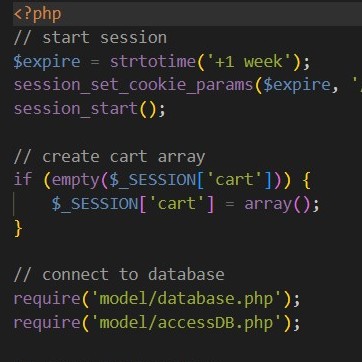 <?php
// start session
$expire = strtotime('+1 week');
session_set_cookie_params($expire, '/
session_start();
// create cart array
if (empty($_SESSION['cart'])) {
$_SESSION['cart'] = array();
}
// connect to database
require('model/database.php');
require('model/accessDB.php');